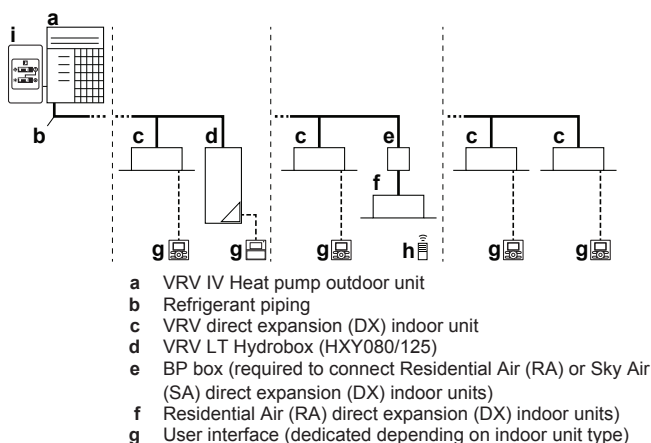 a
i
b
c
d
c
e
f
c
c
g
g
g
h
g
g
a VRV IV Heat pump outdoor unit
b Refrigerant piping
c VRV direct expansion (DX) indoor unit
d VRV LT Hydrobox (HXY080/125)
e BP box (required to connect Residential Air (RA) or Sky Air
(SA) direct expansion (DX) indoor units)
f Residential Air (RA) direct expansion (DX) indoor units)
g User interface (dedicated depending on indoor unit type)